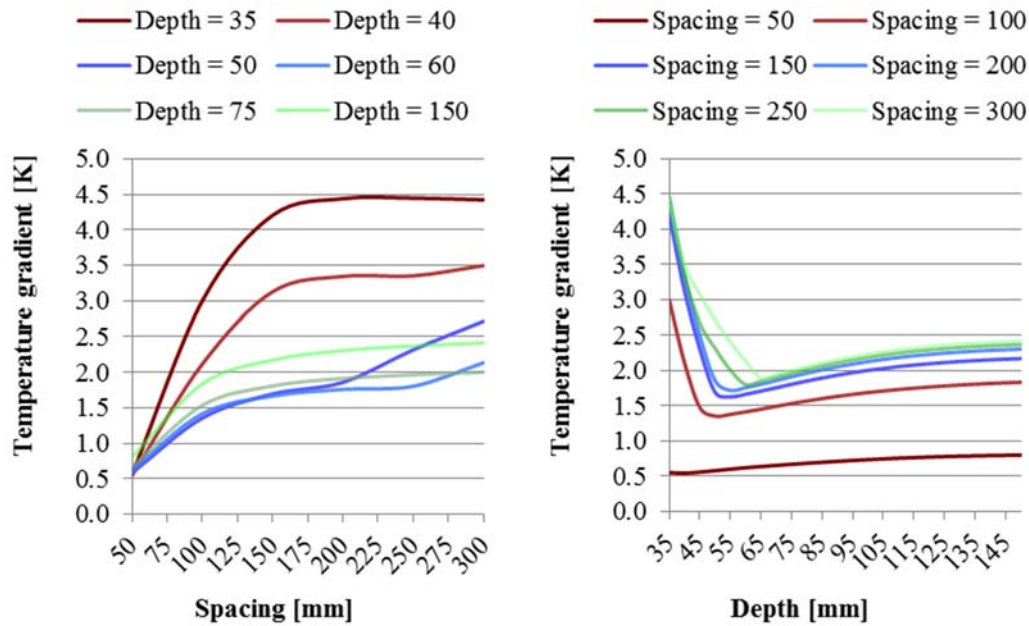 Depth = 35
Depth = 40
Depth = 50
Depth = 60
Depth = 75
Depth = 150
Temperature gradient [K]
5.0
4.5
4.0
3.5
3.0
2.5
2.0
1.5
1.0
0.5
0.0
50
75
100
125
150
175
200
225
250
275
300
Spacing [mm]
Spacing = 50
Spacing = 100
Spacing = 150
Spacing = 200
Spacing = 250
Spacing = 300
Temperature gradient [K]
5.0
4.5
4.0
3.5
3.0
2.5
2.0
1.5
1.0
0.5
0.0
35
45
55
65
75
85
95
105
115
125
135
145
Depth [mm]